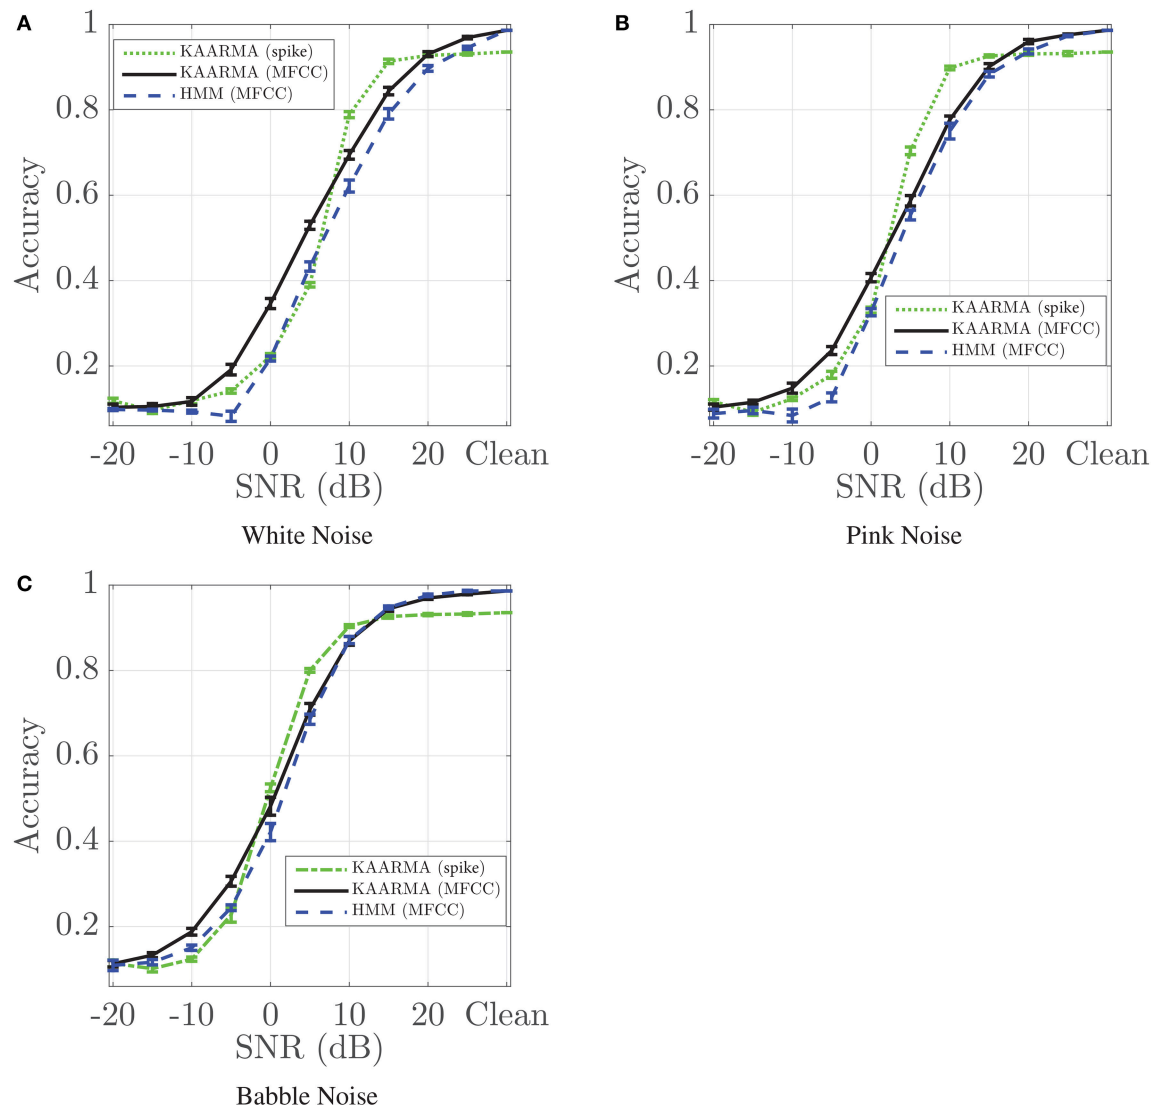 A
1
0.8
0.6
0.4
0.2
Accuracy
KAARMA (spike)
KAARMA (MFCC)
HMM (MFCC)
-20 -10 0 10 20 Clean
SNR (dB)
White Noise
B
1
0.8
0.6
0.4
0.2
Accuracy
KAARMA (spike)
KAARMA (MFCC)
HMM (MFCC)
-20 -10 0 10 20 Clean
SNR (dB)
Pink Noise
C
1
0.8
0.6
0.4
0.2
Accuracy
KAARMA (spike)
KAARMA (MFCC)
HMM (MFCC)
-20 -10 0 10 20 Clean
SNR (dB)
Babble Noise